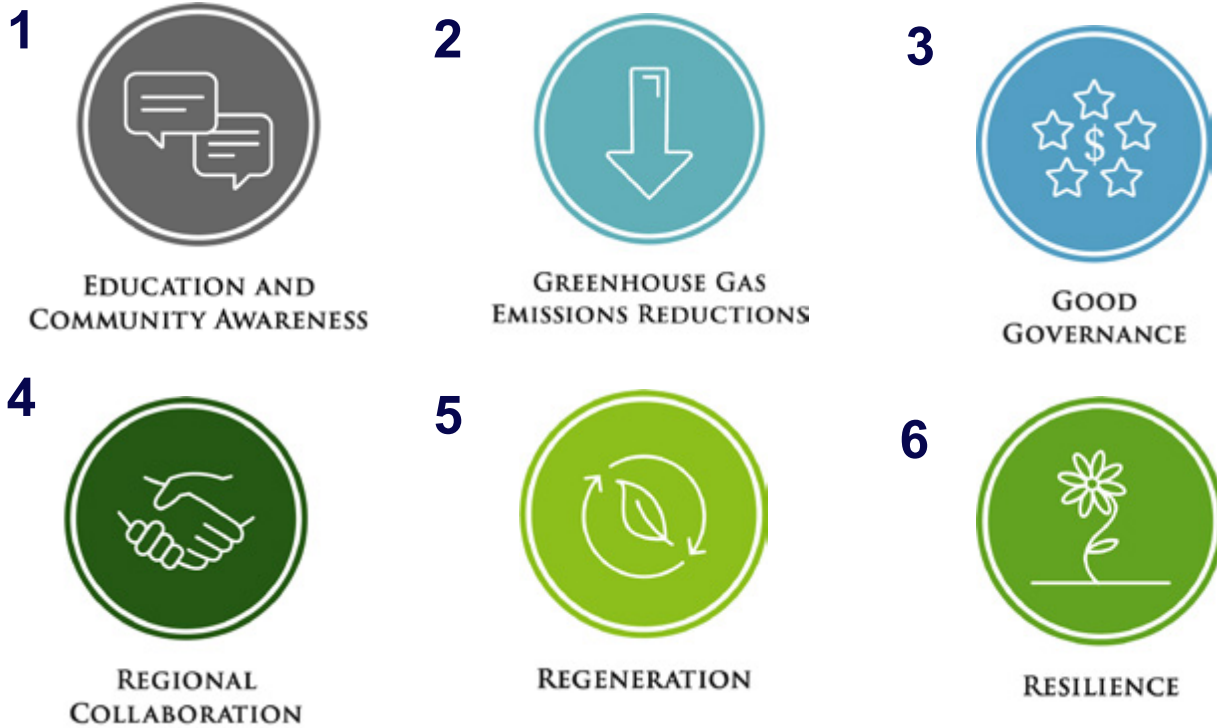 1
2
3
$
EDUCATION AND
COMMUNITY AWARENESS
GREENHOUSE GAS
EMISSIONS REDUCTIONS
GOOD
GOVERNANCE
4
5
6
REGIONAL
COLLABORATION
REGENERATION
RESILIENCE